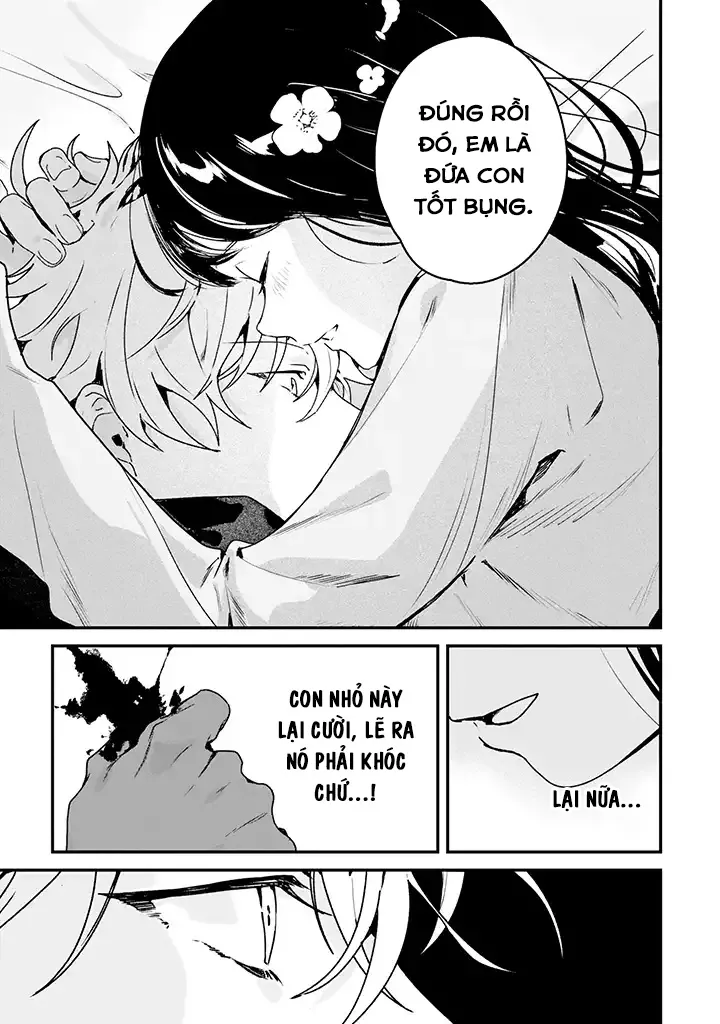 ĐÚNG RỒI
ĐÓ, EM LÀ
ĐỨA CON
TỐT BỤNG.
LẠI NỮA...
CON NHỎ NÀY
LẠI CƯỜI, LẼ RA
NÓ PHẢI KHÓC
CHỨ...!